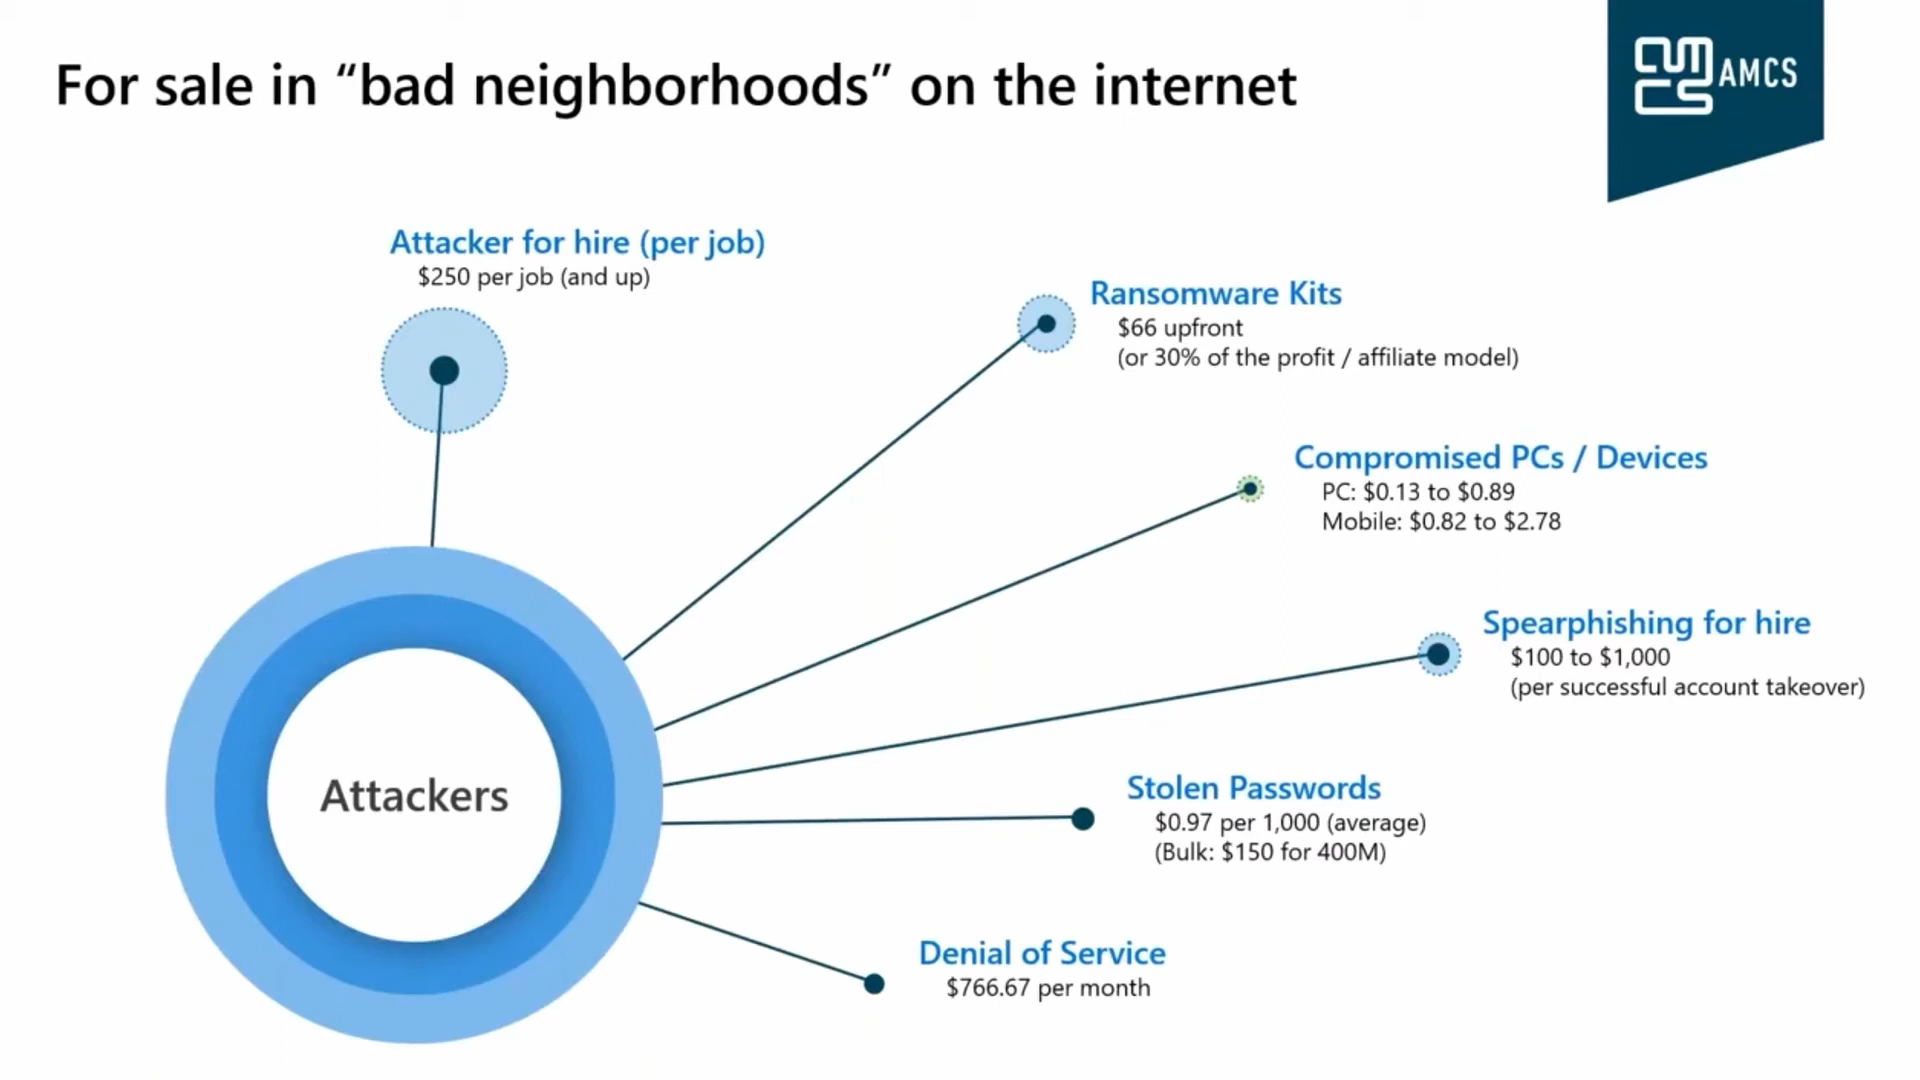 For sale in “bad neighborhoods” on the internet
AMCS
Attacker for hire (per job)
$250 per job (and up)
Ransomware Kits
$66 upfront
(or 30% of the profit / affiliate model)
Compromised PCs / Devices
PC: $0.13 to $0.89
Mobile: $0.82 to $2.78
Spearphishing for hire
$100 to $1,000
(per successful account takeover)
Attackers
Stolen Passwords
$0.97 per 1,000 (average)
(Bulk: $150 for 400M)
Denial of Service
$766.67 per month